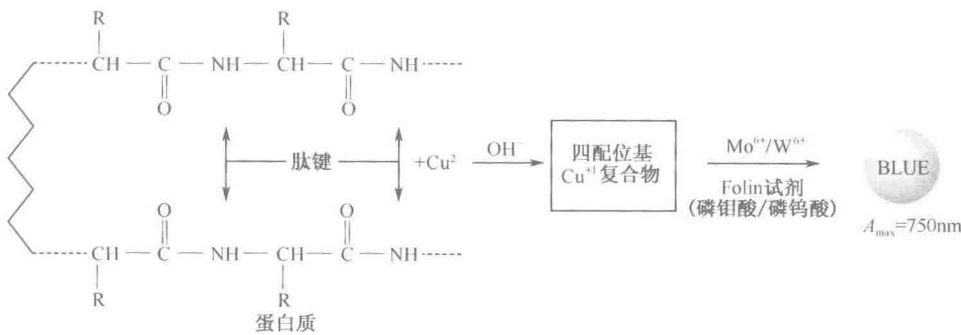 R R
CH — C — NH — CH — C — NH
O O
肽键
+Cu²
OH⁻
四配位基
Cu⁺¹复合物
Mo⁶⁺/W⁶⁺
Folin试剂
(磷钼酸/磷钨酸)
BLUE
A_max=750nm
O O
CH — C — NH — CH — C — NH
R R
蛋白质